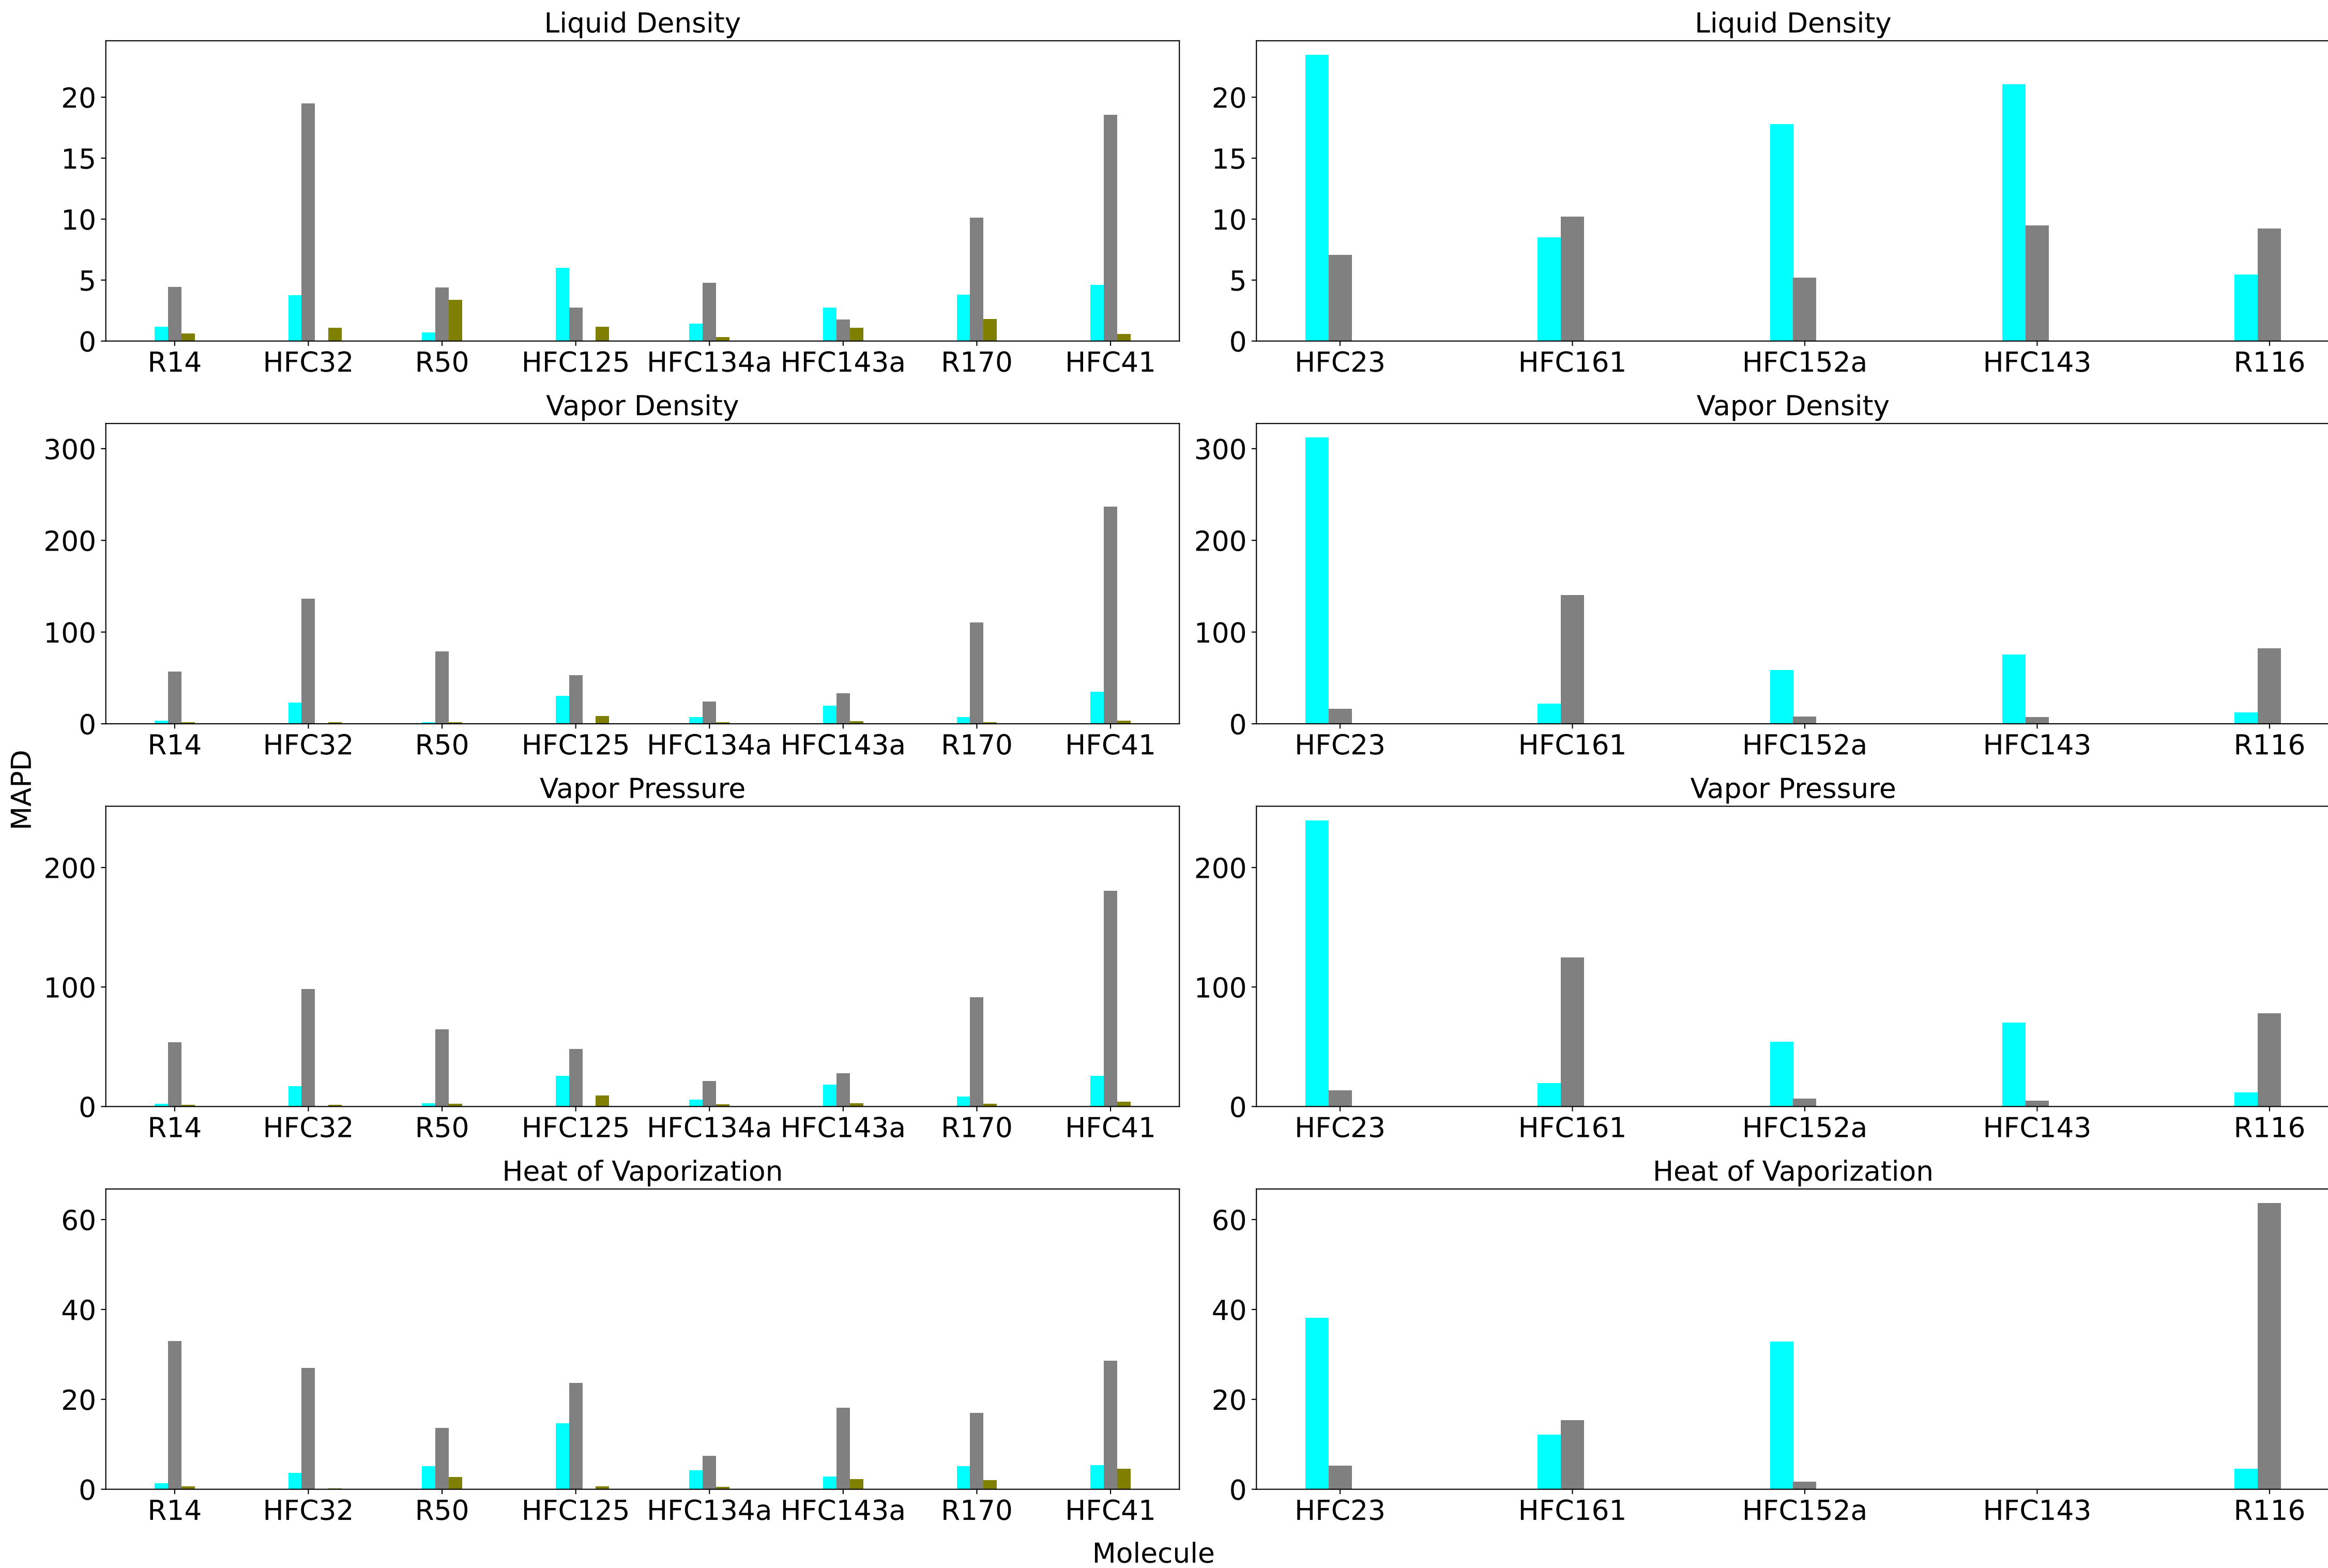 Liquid Density
20
15
10
5
0
R14 HFC32 R50 HFC125 HFC134a HFC143a R170 HFC41
Liquid Density
20
15
10
5
0
HFC23 HFC161 HFC152a HFC143 R116
Vapor Density
300
200
100
0
R14 HFC32 R50 HFC125 HFC134a HFC143a R170 HFC41
Vapor Density
300
200
100
0
HFC23 HFC161 HFC152a HFC143 R116
MAPD
Vapor Pressure
200
100
0
R14 HFC32 R50 HFC125 HFC134a HFC143a R170 HFC41
Vapor Pressure
200
100
0
HFC23 HFC161 HFC152a HFC143 R116
Heat of Vaporization
60
40
20
0
R14 HFC32 R50 HFC125 HFC134a HFC143a R170 HFC41
Heat of Vaporization
60
40
20
0
HFC23 HFC161 HFC152a HFC143 R116
Molecule